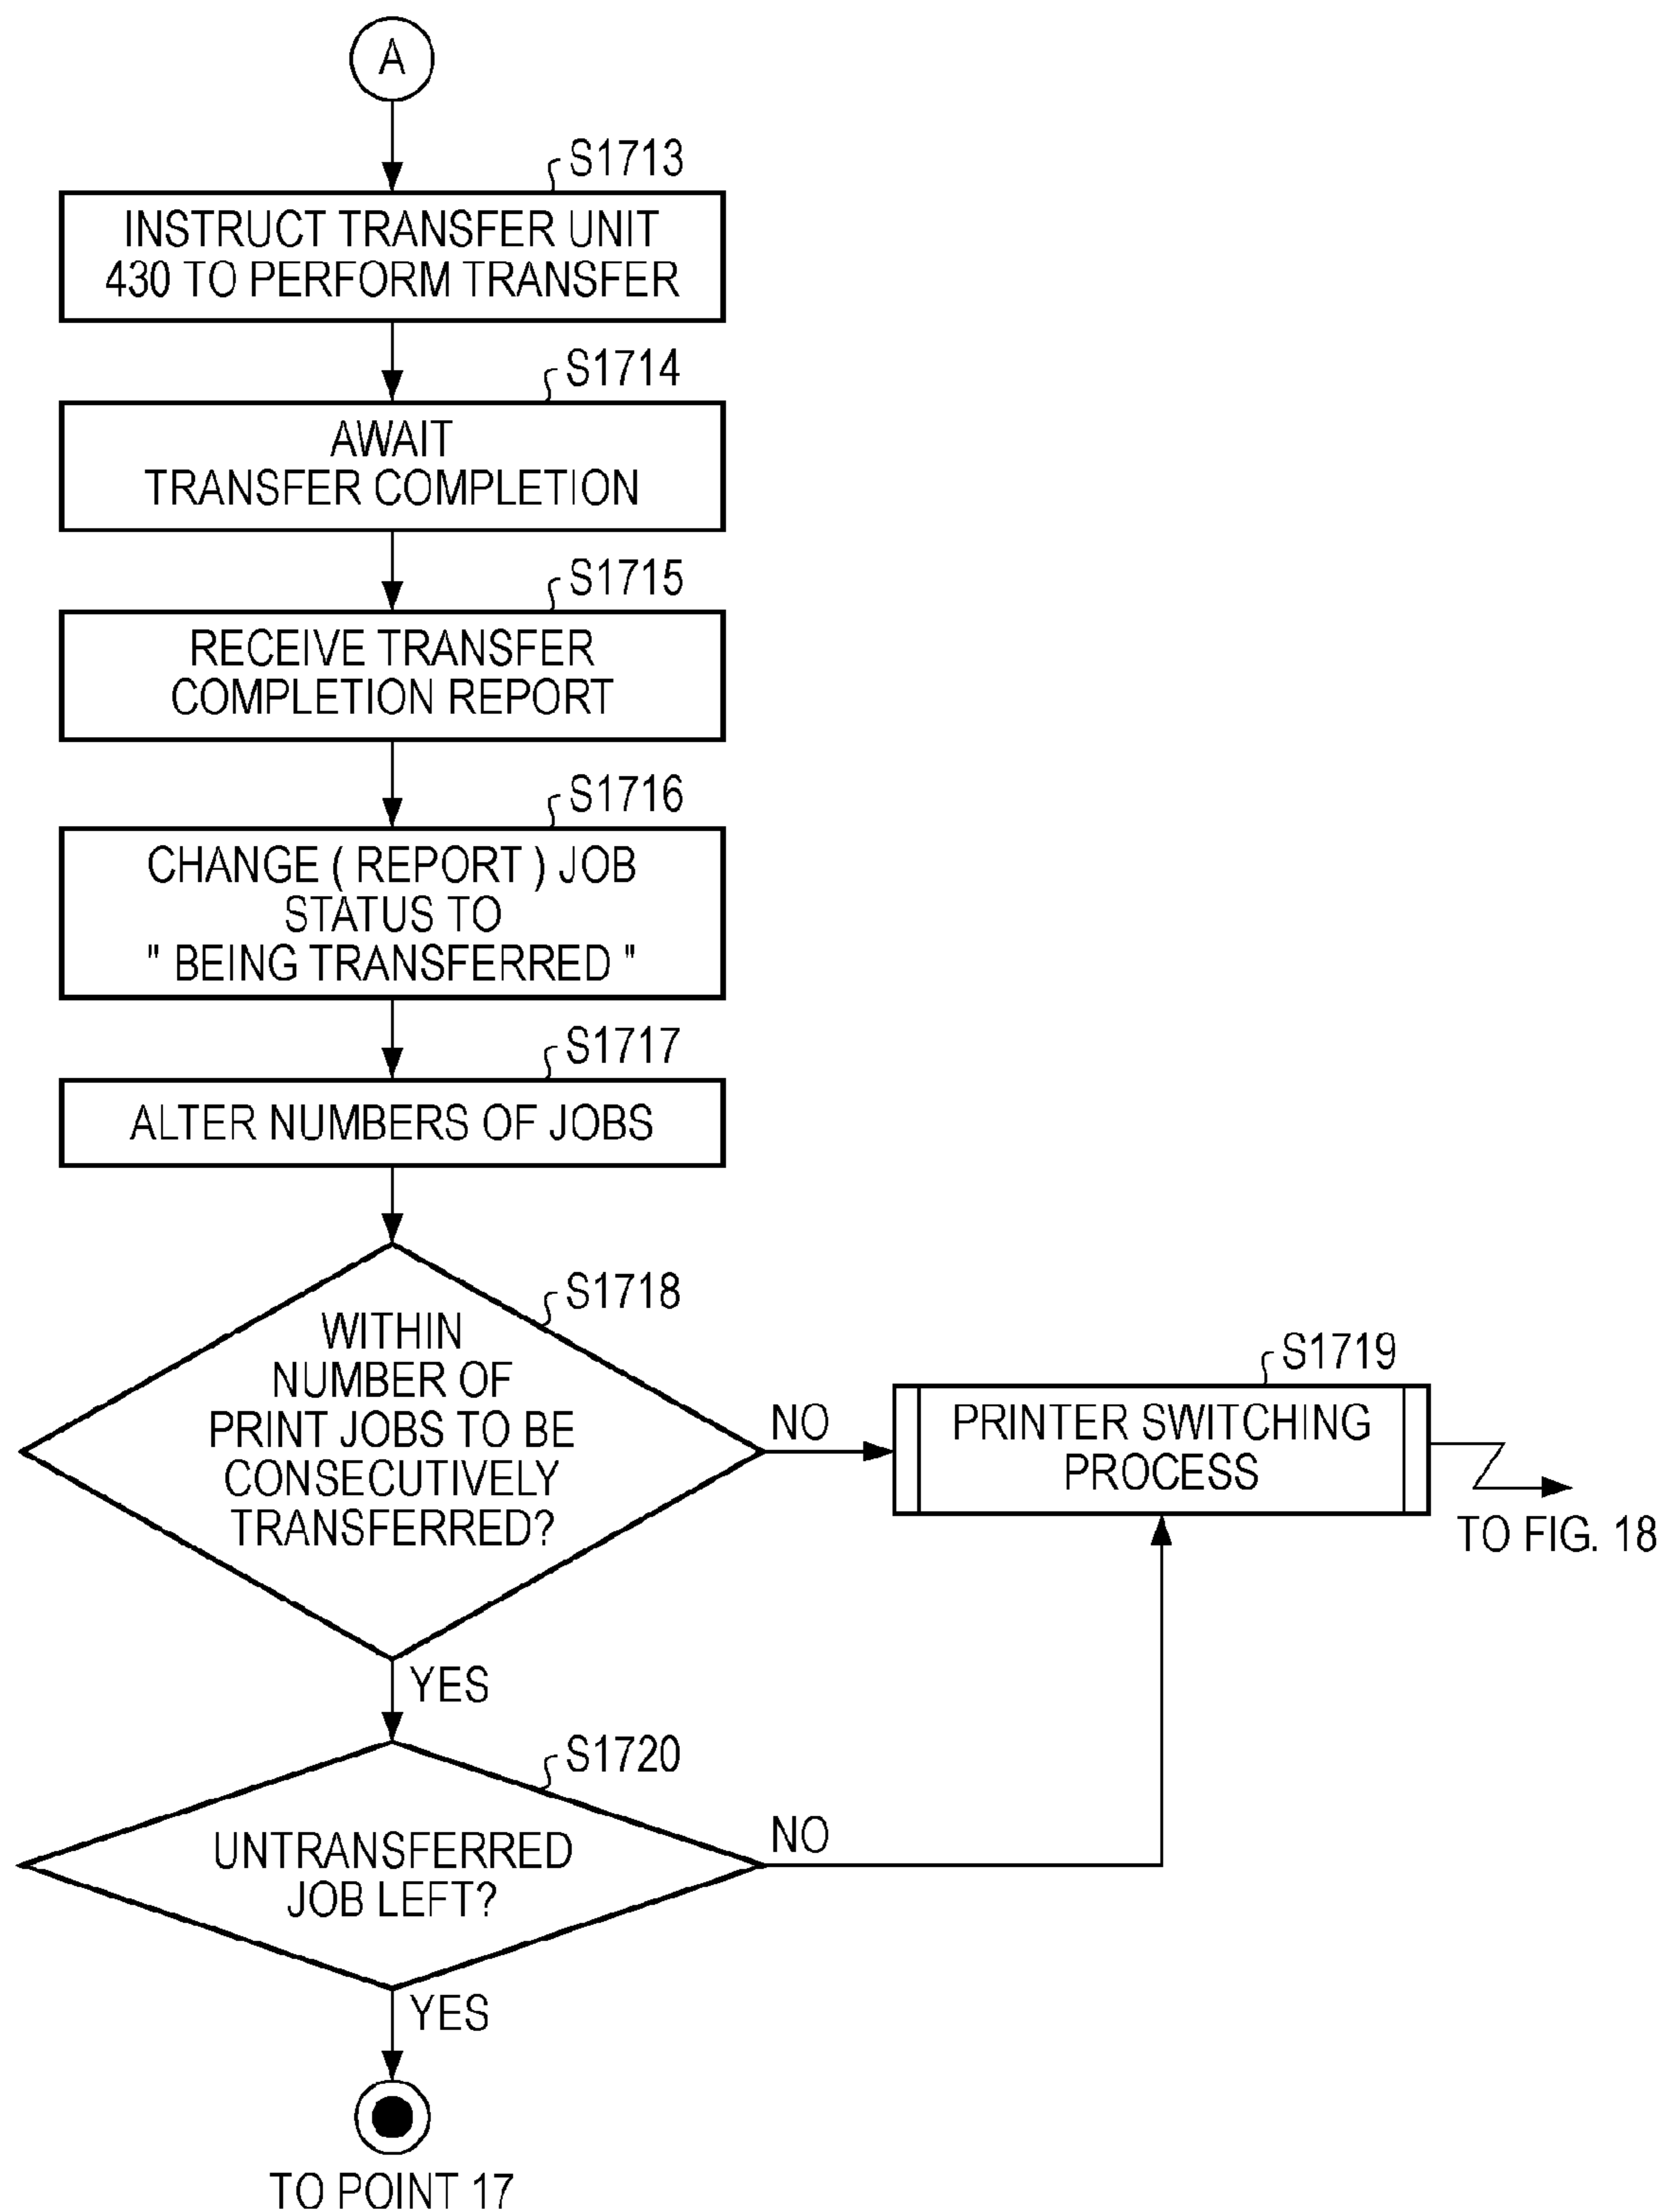 A
S1713
INSTRUCT TRANSFER UNIT
430 TO PERFORM TRANSFER
S1714
AWAIT
TRANSFER COMPLETION
S1715
RECEIVE TRANSFER
COMPLETION REPORT
S1716
CHANGE ( REPORT ) JOB
STATUS TO
" BEING TRANSFERRED "
S1717
ALTER NUMBERS OF JOBS
S1718
WITHIN
NUMBER OF
PRINT JOBS TO BE
CONSECUTIVELY
TRANSFERRED?
NO
S1719
PRINTER SWITCHING
PROCESS
TO FIG. 18
YES
S1720
UNTRANSFERRED
JOB LEFT?
NO
YES
TO POINT 17